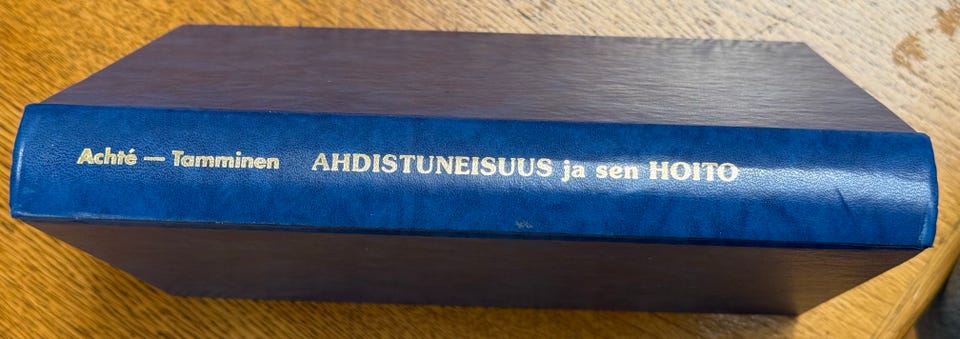 Achté — Tamminen AHDISTUNEISUUS ja sen HOITO